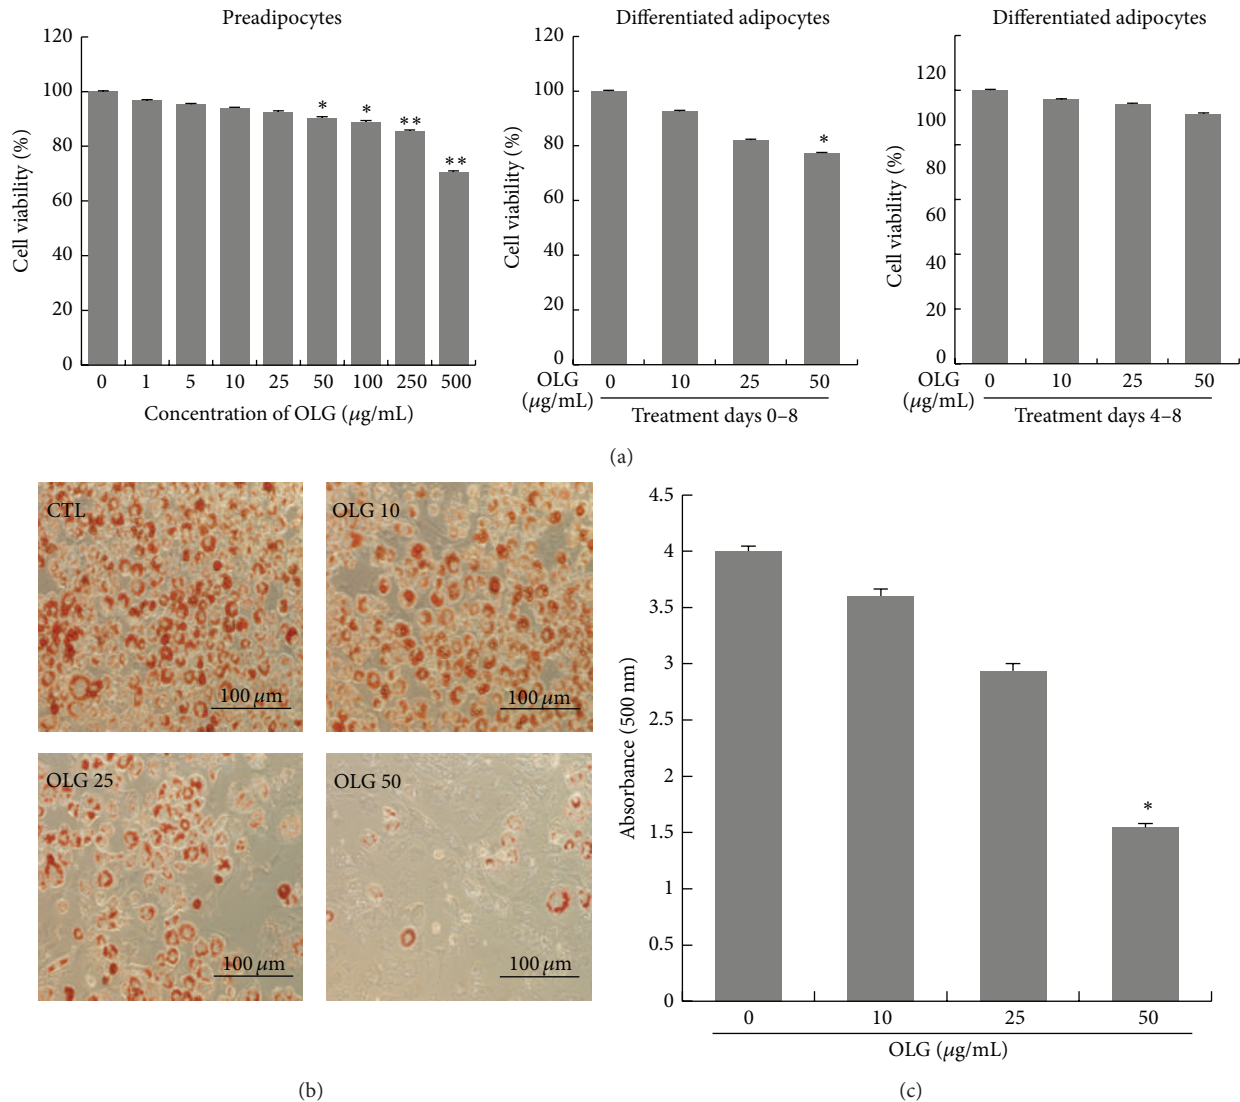 Preadipocytes
120
100
80
60
40
20
0
Cell viability (%)
* * ** **
0 1 5 10 25 50 100 250 500
Concentration of OLG (μg/mL)
Differentiated adipocytes
120
100
80
60
40
20
0
Cell viability (%)
*
OLG (μg/mL)
0 10 25 50
Treatment days 0–8
Differentiated adipocytes
120
100
80
60
40
20
0
Cell viability (%)
OLG (μg/mL)
0 10 25 50
Treatment days 4–8
(a)
CTL
100 μm
OLG 10
100 μm
OLG 25
100 μm
OLG 50
100 μm
(b)
4.5
4
3.5
3
2.5
2
1.5
1
0.5
0
Absorbance (500 nm)
*
0 10 25 50
OLG (μg/mL)
(c)